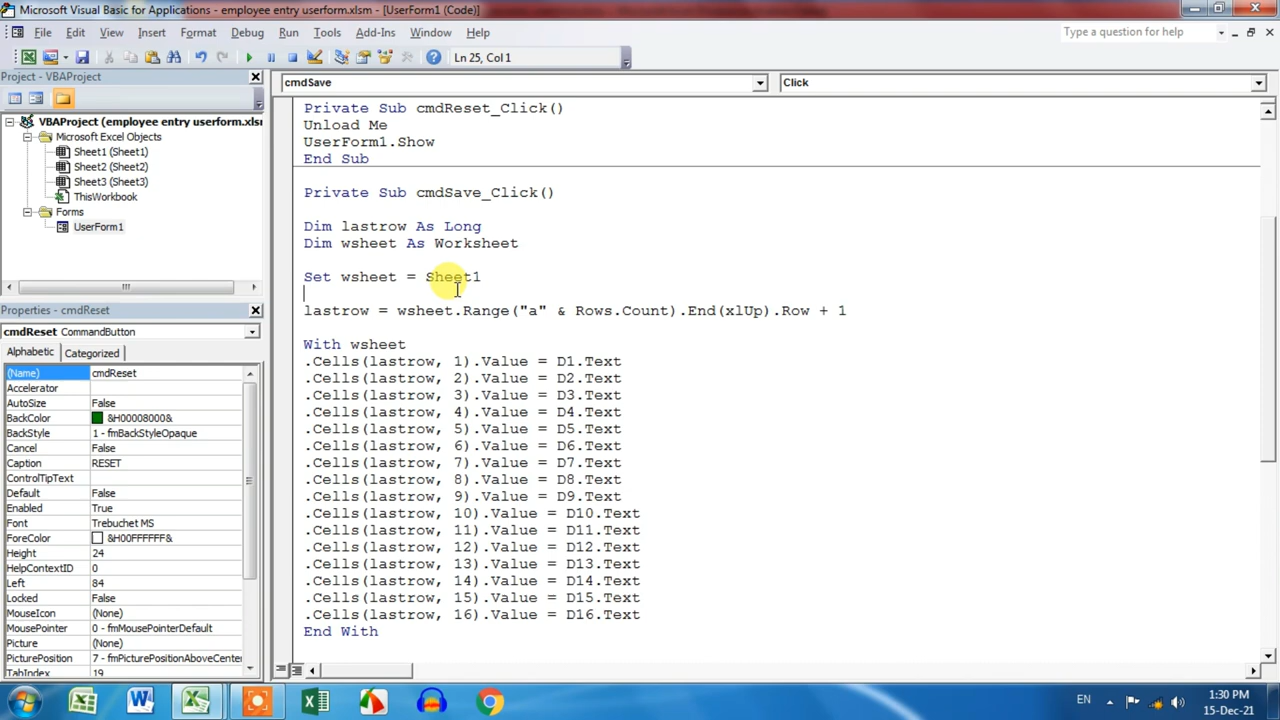 Microsoft Visual Basic for Applications - employee entry userform.xlsm - [UserForm1 (Code)]
File Edit View Insert Format Debug Run Tools Add-Ins Window Help
Type a question for help
Ln 25, Col 1
Project - VBAProject
VBAProject (employee entry userform.xlsm
Microsoft Excel Objects
Sheet1 (Sheet1)
Sheet2 (Sheet2)
Sheet3 (Sheet3)
ThisWorkbook
Forms
UserForm1
Properties - cmdReset
cmdReset CommandButton
Alphabetic Categorized
(Name) cmdReset
Accelerator
AutoSize False
BackColor &H00008000&
BackStyle 1 - fmBackStyleOpaque
Cancel False
Caption RESET
ControlTipText
Default False
Enabled True
Font Trebuchet MS
ForeColor &H00FFFFFF&
Height 24
HelpContextID 0
Left 84
Locked False
MouseIcon (None)
MousePointer 0 - fmMousePointerDefault
Picture (None)
PicturePosition 7 - fmPicturePositionAboveCenter
TabIndex 19
cmdSave
Click
Private Sub cmdReset_Click()
Unload Me
UserForm1.Show
End Sub
Private Sub cmdSave_Click()
Dim lastrow As Long
Dim wsheet As Worksheet
Set wsheet = Sheet1
lastrow = wsheet.Range("a" & Rows.Count).End(xlUp).Row + 1
With wsheet
.Cells(lastrow, 1).Value = D1.Text
.Cells(lastrow, 2).Value = D2.Text
.Cells(lastrow, 3).Value = D3.Text
.Cells(lastrow, 4).Value = D4.Text
.Cells(lastrow, 5).Value = D5.Text
.Cells(lastrow, 6).Value = D6.Text
.Cells(lastrow, 7).Value = D7.Text
.Cells(lastrow, 8).Value = D8.Text
.Cells(lastrow, 9).Value = D9.Text
.Cells(lastrow, 10).Value = D10.Text
.Cells(lastrow, 11).Value = D11.Text
.Cells(lastrow, 12).Value = D12.Text
.Cells(lastrow, 13).Value = D13.Text
.Cells(lastrow, 14).Value = D14.Text
.Cells(lastrow, 15).Value = D15.Text
.Cells(lastrow, 16).Value = D16.Text
End With
EN
1:30 PM
15-Dec-21